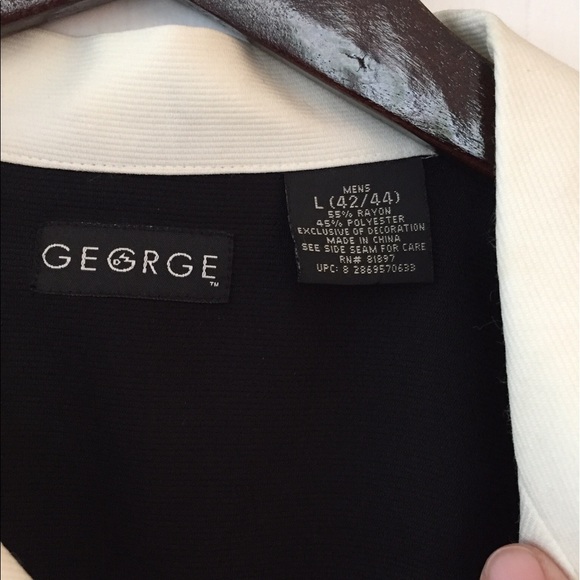 GEORGE
TM
MENS
L (42/44)
55% RAYON
45% POLYESTER
EXCLUSIVE OF DECORATION
MADE IN CHINA
SEE SIDE SEAM FOR CARE
RN# 81897
UPC: 8 2869570633